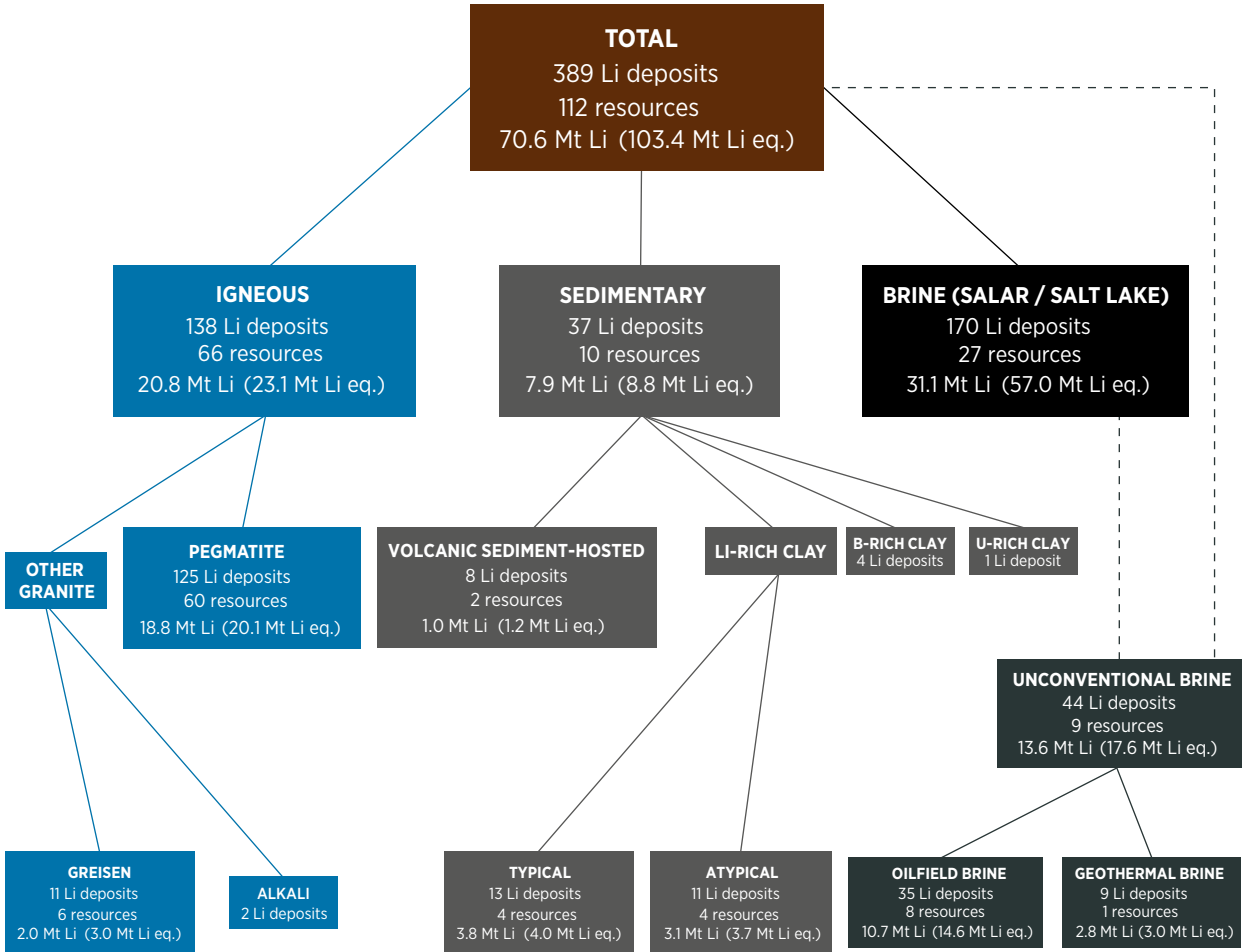 TOTAL
389 Li deposits
112 resources
70.6 Mt Li (103.4 Mt Li eq.)
IGNEOUS
138 Li deposits
66 resources
20.8 Mt Li (23.1 Mt Li eq.)
SEDIMENTARY
37 Li deposits
10 resources
7.9 Mt Li (8.8 Mt Li eq.)
BRINE (SALAR / SALT LAKE)
170 Li deposits
27 resources
31.1 Mt Li (57.0 Mt Li eq.)
OTHER
GRANITE
PEGMATITE
125 Li deposits
60 resources
18.8 Mt Li (20.1 Mt Li eq.)
VOLCANIC SEDIMENT-HOSTED
8 Li deposits
2 resources
1.0 Mt Li (1.2 Mt Li eq.)
LI-RICH CLAY
B-RICH CLAY
4 Li deposits
U-RICH CLAY
1 Li deposit
UNCONVENTIONAL BRINE
44 Li deposits
9 resources
13.6 Mt Li (17.6 Mt Li eq.)
GREISEN
11 Li deposits
6 resources
2.0 Mt Li (3.0 Mt Li eq.)
ALKALI
2 Li deposits
TYPICAL
13 Li deposits
4 resources
3.8 Mt Li (4.0 Mt Li eq.)
ATYPICAL
11 Li deposits
4 resources
3.1 Mt Li (3.7 Mt Li eq.)
OILFIELD BRINE
35 Li deposits
8 resources
10.7 Mt Li (14.6 Mt Li eq.)
GEOTHERMAL BRINE
9 Li deposits
1 resources
2.8 Mt Li (3.0 Mt Li eq.)